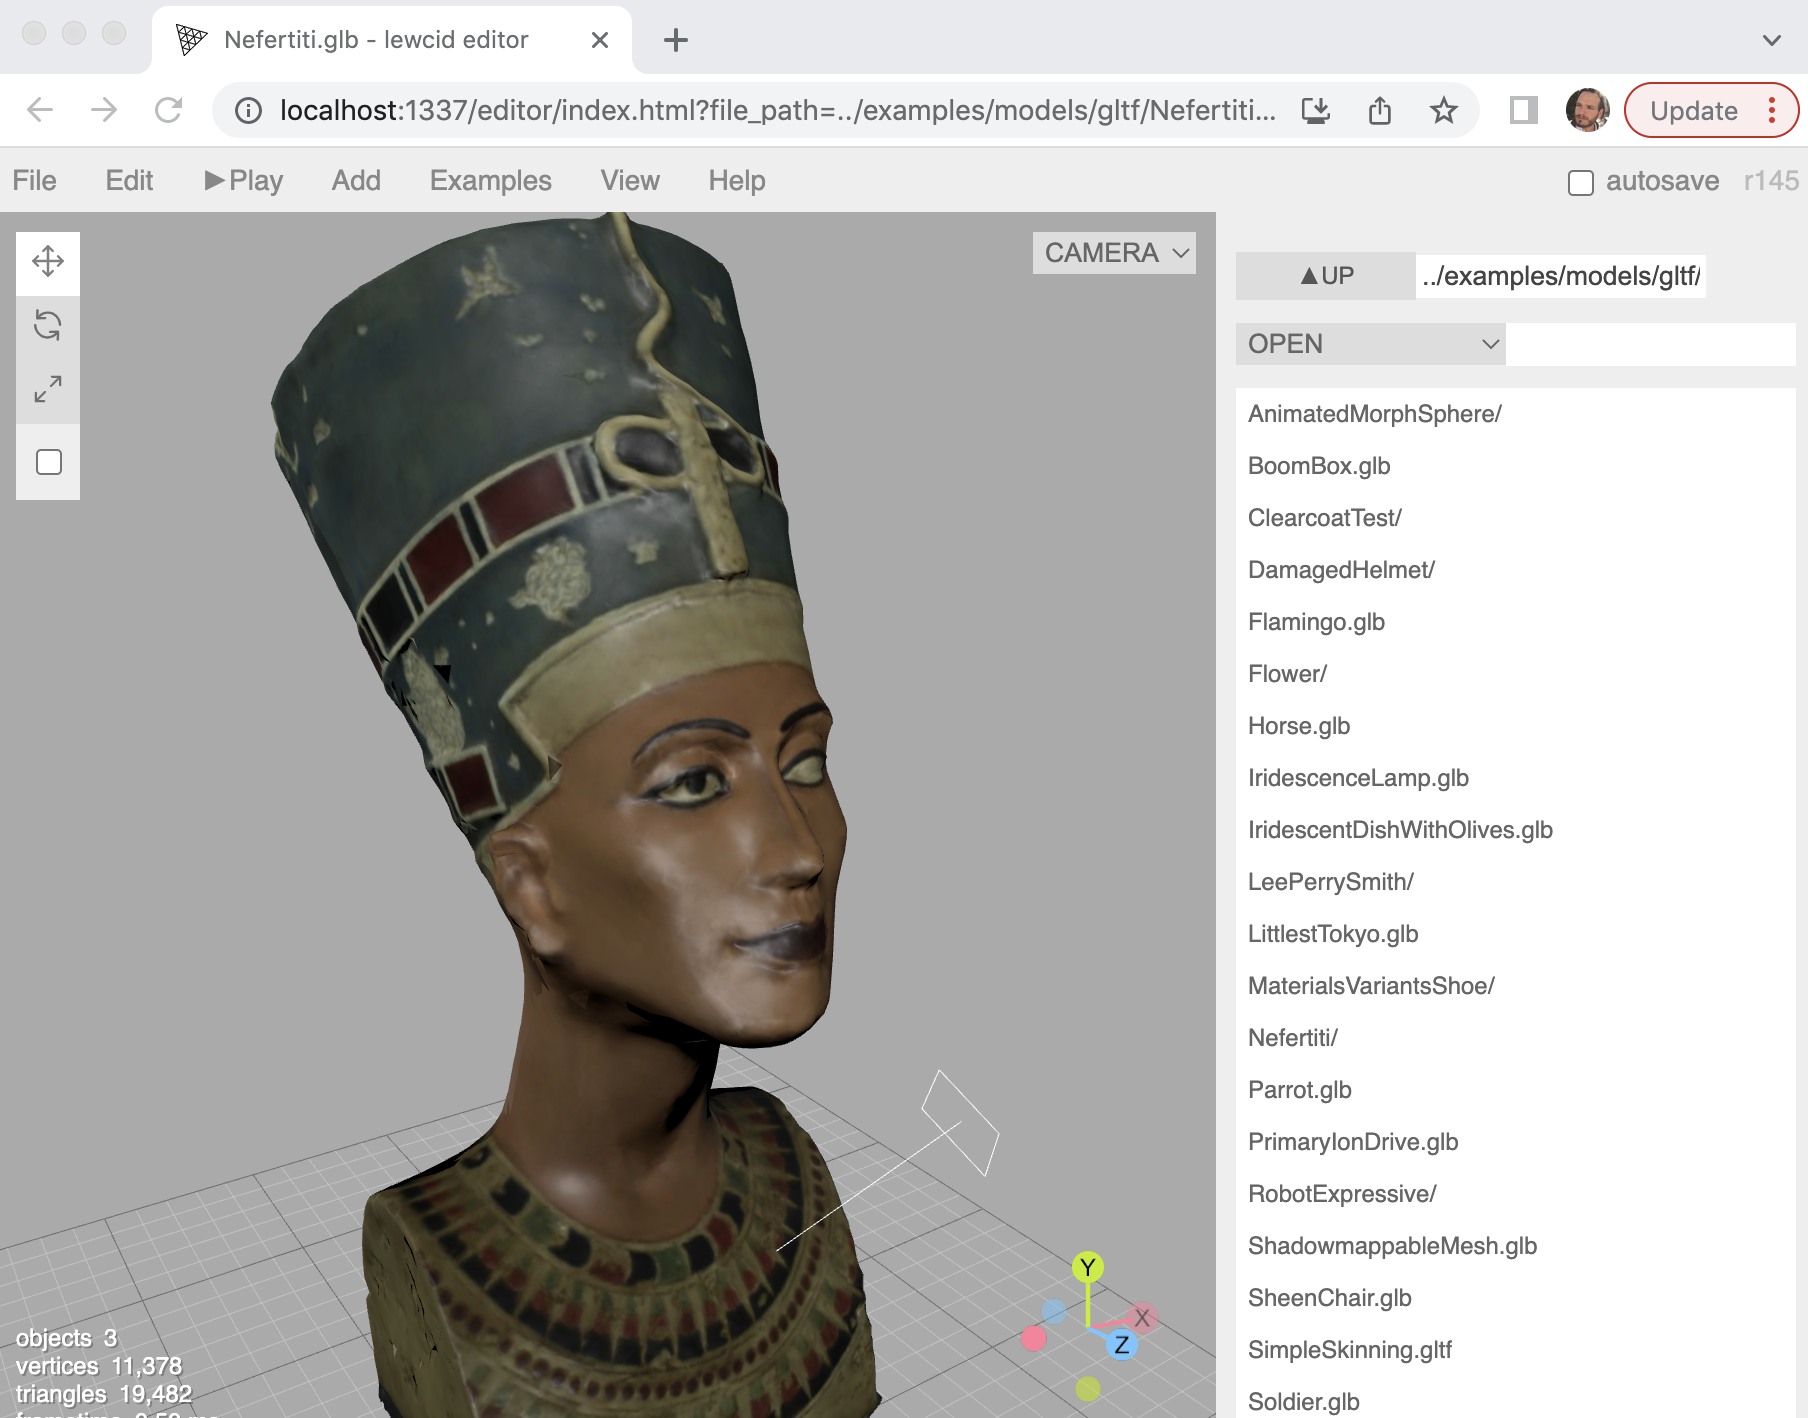 Nefertiti.glb - lewcid editor
localhost:1337/editor/index.html?file_path=../examples/models/gltf/Nefertiti...
Update
File Edit ▶Play Add Examples View Help autosave r145
CAMERA
▲UP ../examples/models/gltf/
OPEN
AnimatedMorphSphere/
BoomBox.glb
ClearcoatTest/
DamagedHelmet/
Flamingo.glb
Flower/
Horse.glb
IridescenceLamp.glb
IridescentDishWithOlives.glb
LeePerrySmith/
LittlestTokyo.glb
MaterialsVariantsShoe/
Nefertiti/
Parrot.glb
PrimaryIonDrive.glb
RobotExpressive/
ShadowmappableMesh.glb
SheenChair.glb
SimpleSkinning.gltf
Soldier.glb
Y
X
Z
objects 3
vertices 11,378
triangles 19,482